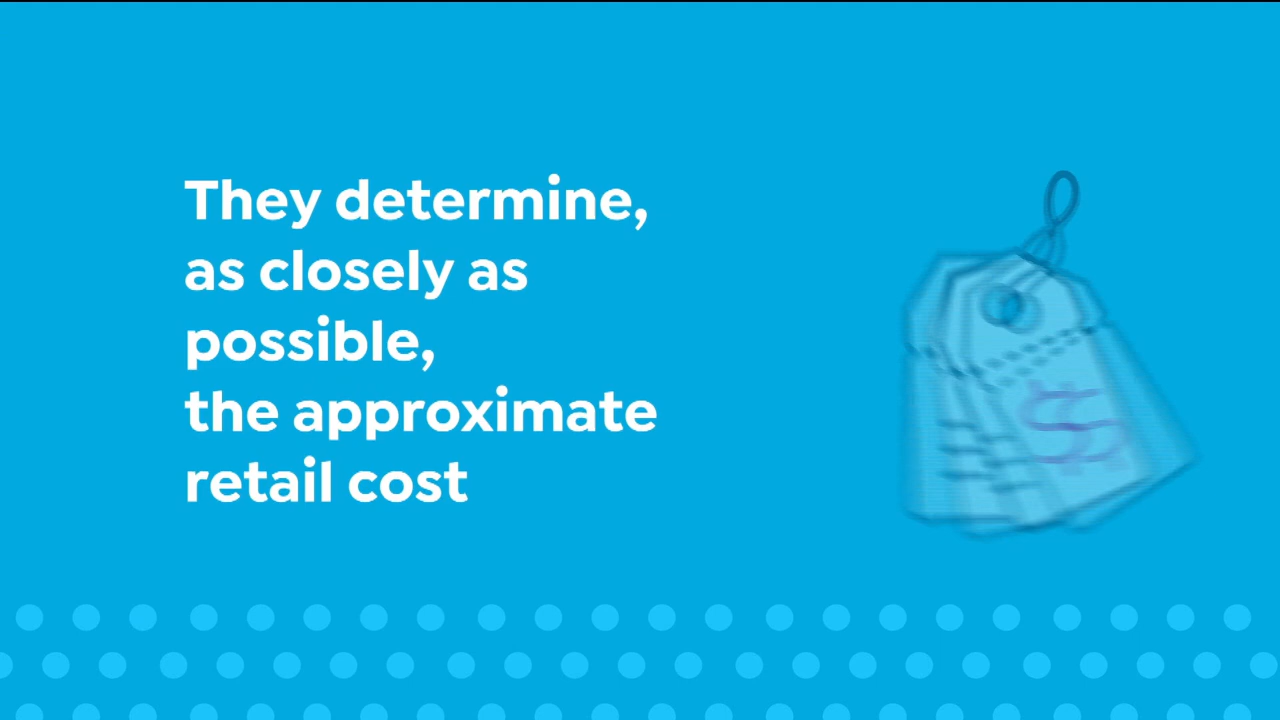 They determine,
as closely as
possible,
the approximate
retail cost
$